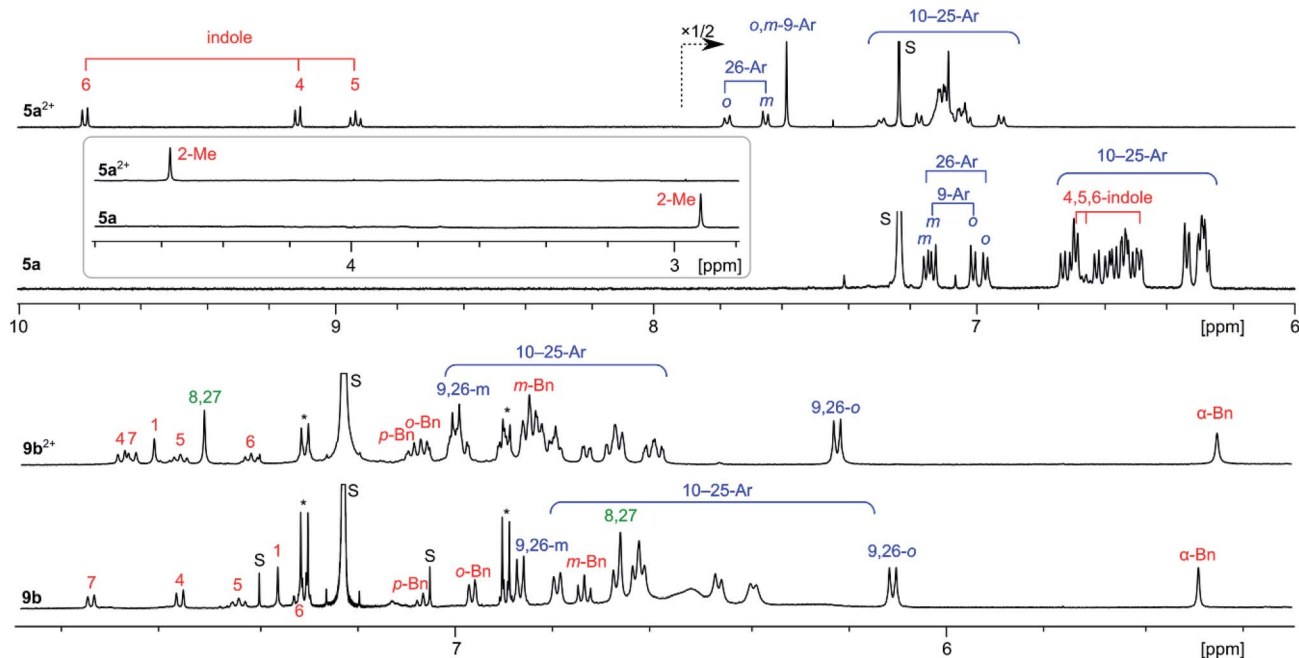 indole
6 4 5
×1/2
o,m-9-Ar
10–25-Ar
26-Ar
o m
S
5a2+
5a2+
2-Me
5a
2-Me
4 3 [ppm]
26-Ar
9-Ar
m
m
o
o
S
10–25-Ar
4,5,6-indole
5a
10 9 8 7 [ppm] 6
10–25-Ar
9b2+
4 7 1 5 8,27 6
*
S
p-Bn
o-Bn
9,26-m
*
m-Bn
9,26-o
α-Bn
10–25-Ar
9b
7 4 5 S 1 6
*
S
p-Bn
S
o-Bn
*
9,26-m
m-Bn
8,27
9,26-o
α-Bn
7 6 [ppm]